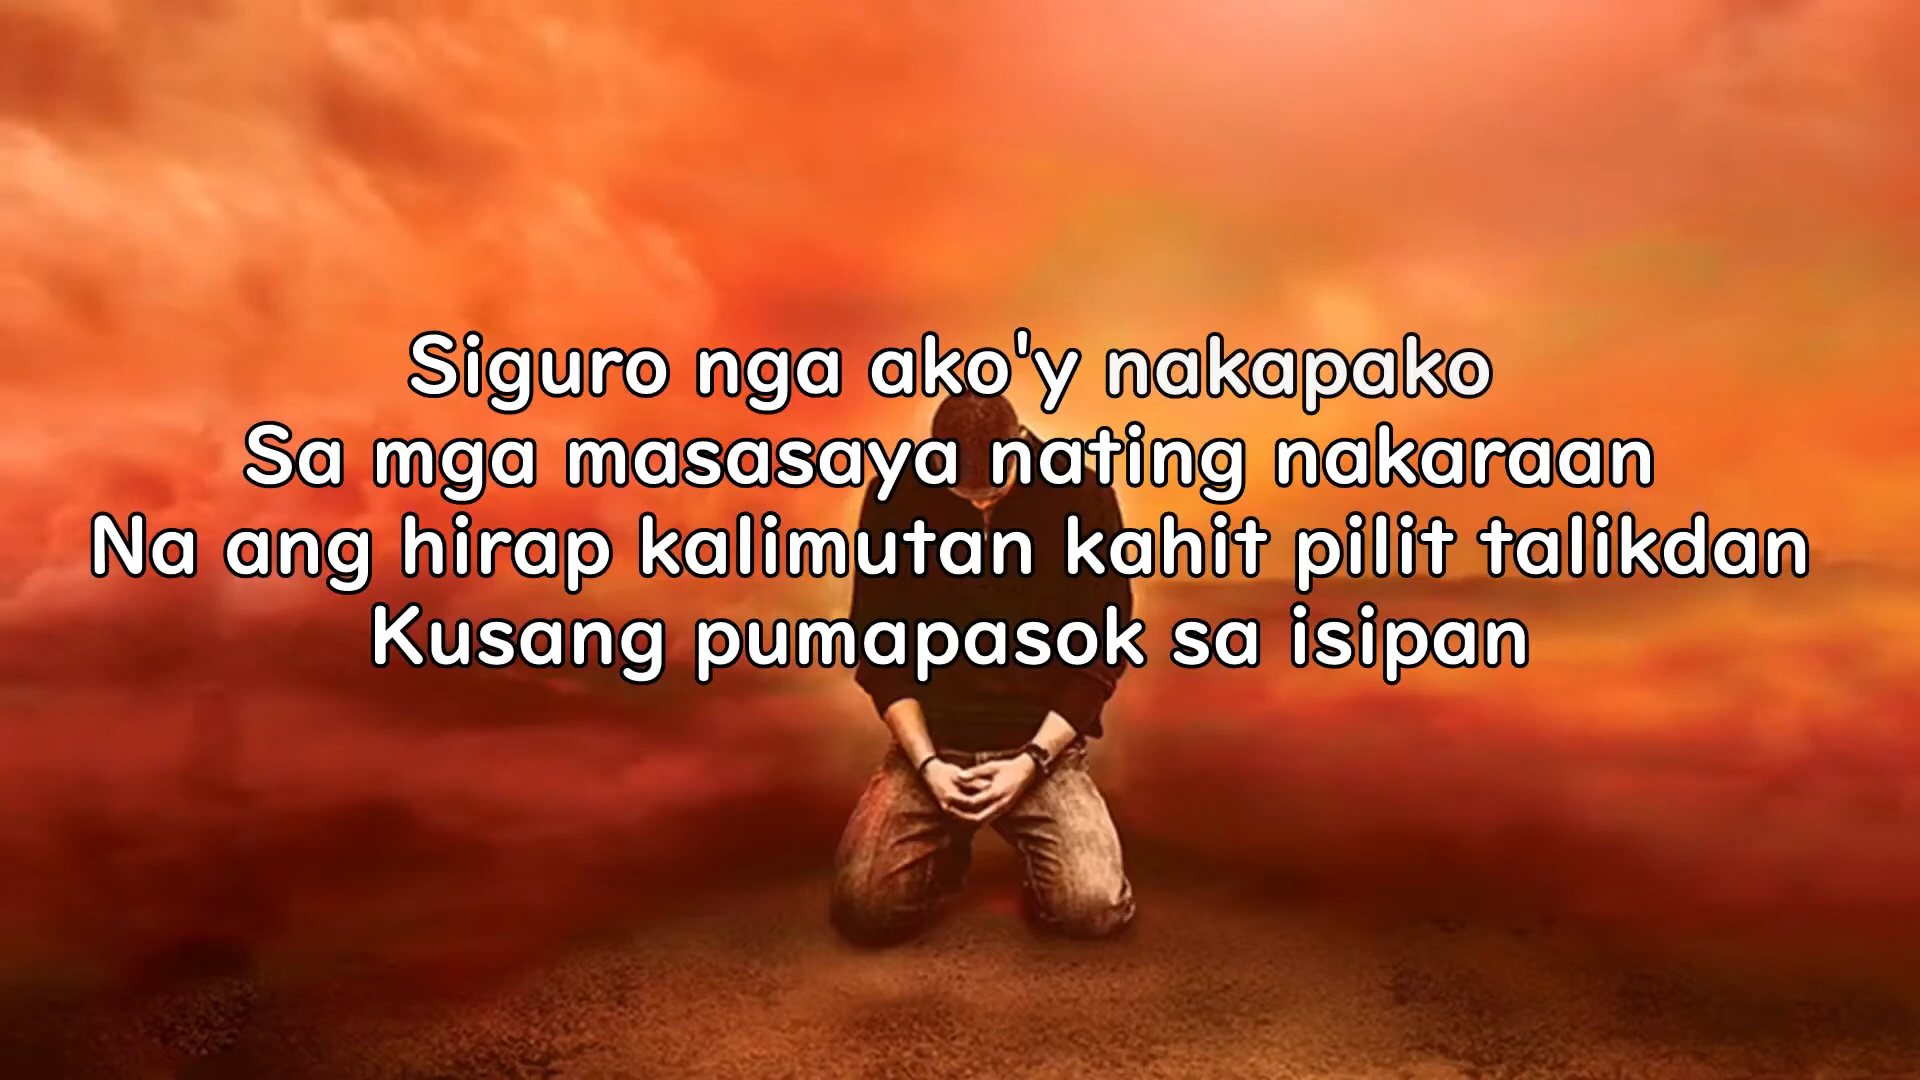 Siguro nga ako'y nakapako
Sa mga masasaya nating nakaraan
Na ang hirap kalimutan kahit pilit talikdan
Kusang pumapasok sa isipan